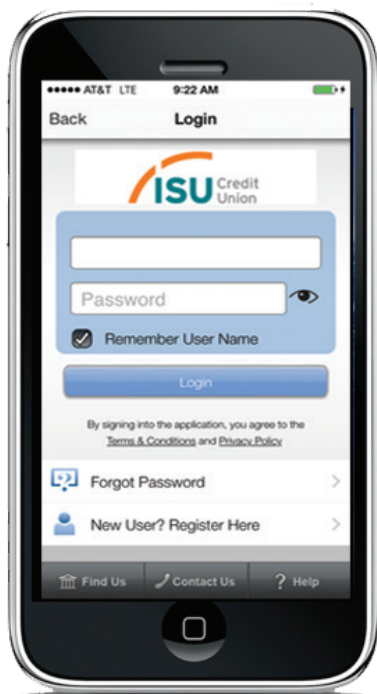 AT&T LTE 9:22 AM
Back Login
ISU Credit Union
Password
Remember User Name
Login
By signing into the application, you agree to the
Terms & Conditions and Privacy Policy
Forgot Password
New User? Register Here
Find Us Contact Us ? Help